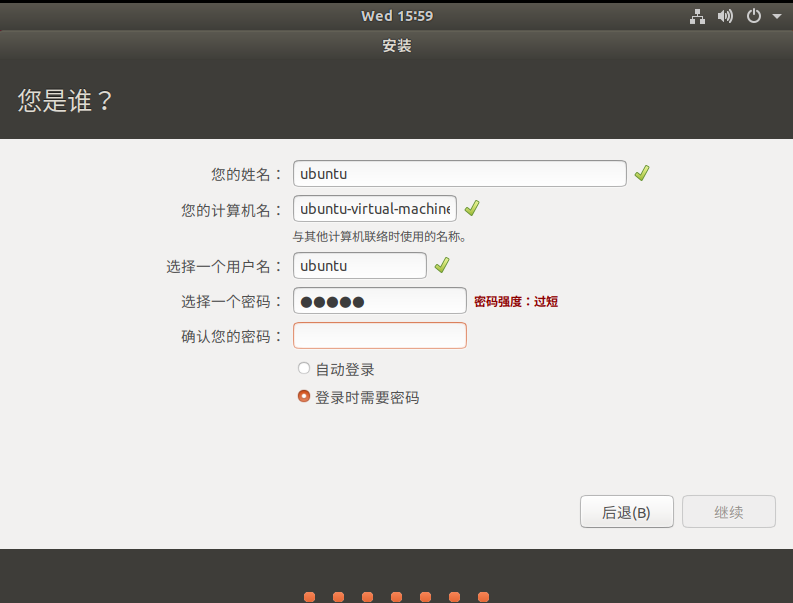 Wed 15:59
安装
您是谁？
您的姓名： ubuntu
您的计算机名： ubuntu-virtual-machine
与其他计算机联络时使用的名称。
选择一个用户名： ubuntu
选择一个密码： ●●●●● 密码强度：过短
确认您的密码：
自动登录
登录时需要密码
后退(B) 继续